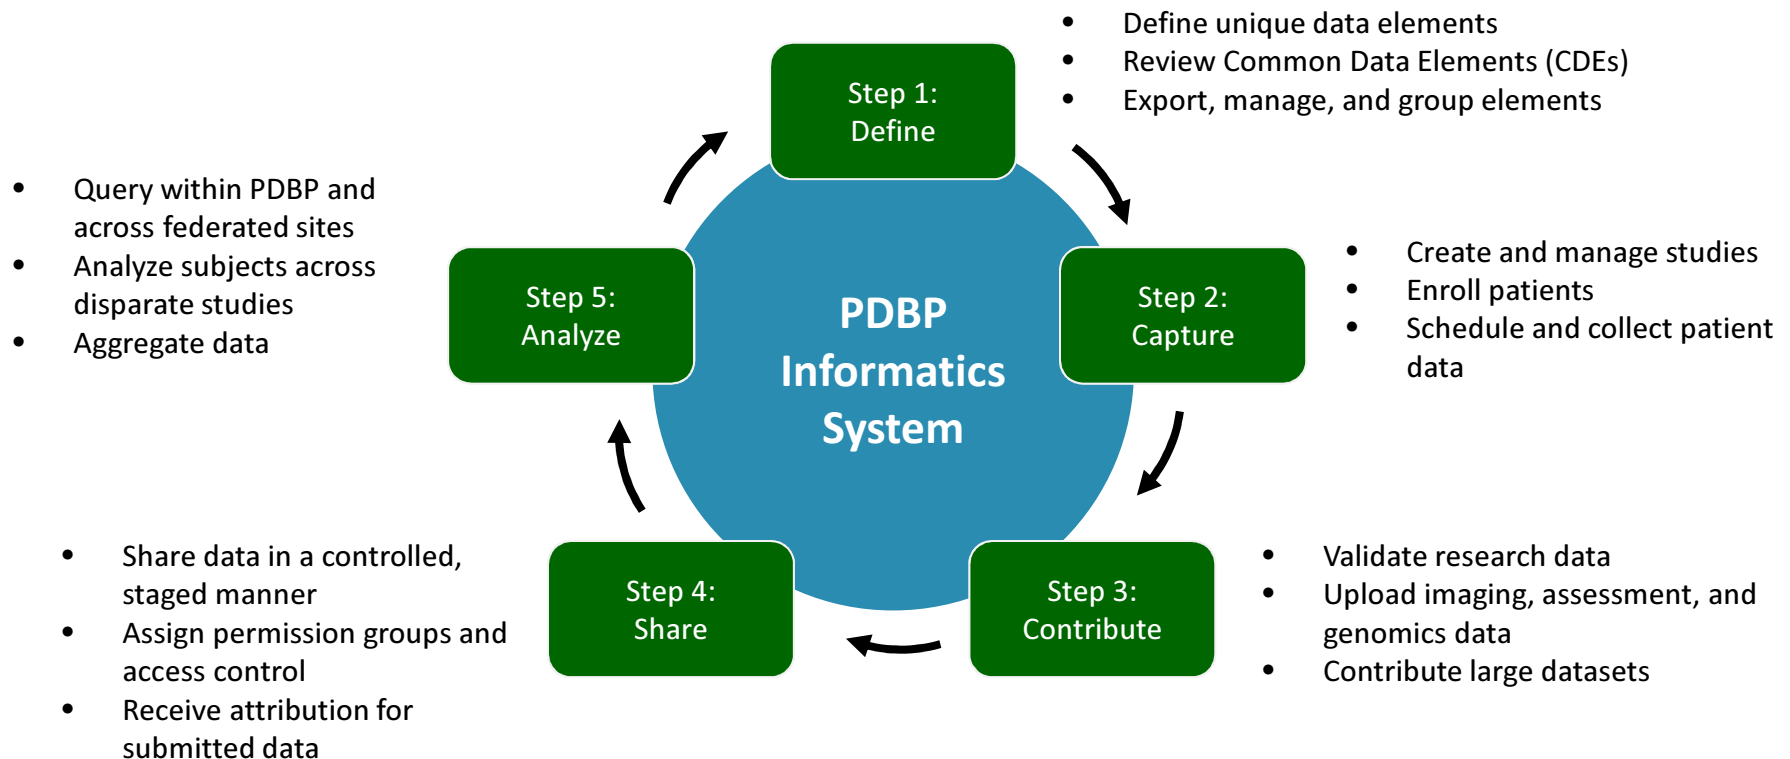 Step 1:
Define
• Define unique data elements
• Review Common Data Elements (CDEs)
• Export, manage, and group elements
Step 2:
Capture
• Create and manage studies
• Enroll patients
• Schedule and collect patient
data
Step 3:
Contribute
• Validate research data
• Upload imaging, assessment, and
genomics data
• Contribute large datasets
Step 4:
Share
• Share data in a controlled,
staged manner
• Assign permission groups and
access control
• Receive attribution for
submitted data
Step 5:
Analyze
• Query within PDBP and
across federated sites
• Analyze subjects across
disparate studies
• Aggregate data
PDBP
Informatics
System